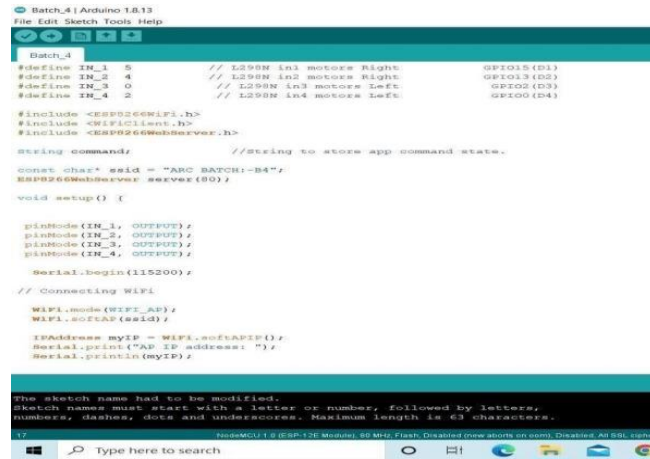 Batch_4 | Arduino 1.8.13
File Edit Sketch Tools Help
Batch_4
#define IN_1 5 // L298N in1 motors Right GPIO15(D1)
#define IN_2 4 // L298N in2 motors Right GPIO13(D2)
#define IN_3 0 // L298N in3 motors Left GPIO2(D3)
#define IN_4 2 // L298N in4 motors Left GPIO0(D4)
#include <ESP8266WiFi.h>
#include <WiFiClient.h>
#include <ESP8266WebServer.h>
String command; //String to store app command state.
const char* ssid = "ARC BATCH:-B4";
ESP8266WebServer server(80);
void setup() {
pinMode(IN_1, OUTPUT);
pinMode(IN_2, OUTPUT);
pinMode(IN_3, OUTPUT);
pinMode(IN_4, OUTPUT);
Serial.begin(115200);
// Connecting WiFi
WiFi.mode(WIFI_AP);
WiFi.softAP(ssid);
IPAddress myIP = WiFi.softAPIP();
Serial.print("AP IP address: ");
Serial.println(myIP);
The sketch name had to be modified.
Sketch names must start with a letter or number, followed by letters,
numbers, dashes, dots and underscores. Maximum length is 63 characters.
17 NodeMCU 1.0 (ESP-12E Module), 80 MHz, Flash, Disabled (new aborts on oom), Disabled, All SSL
Type here to search